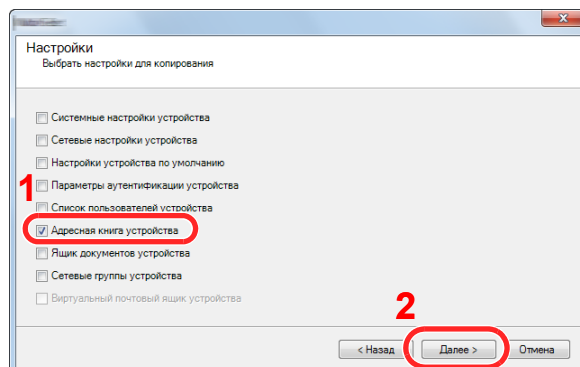 Настройки
Выбрать настройки для копирования
Системные настройки устройства
Сетевые настройки устройства
Настройки устройства по умолчанию
1
Параметры аутентификации устройства
Список пользователей устройства
Адресная книга устройства
Ящик документов устройства
Сетевые группы устройства
Виртуальный почтовый ящик устройства
2
< Назад Далее > Отмена